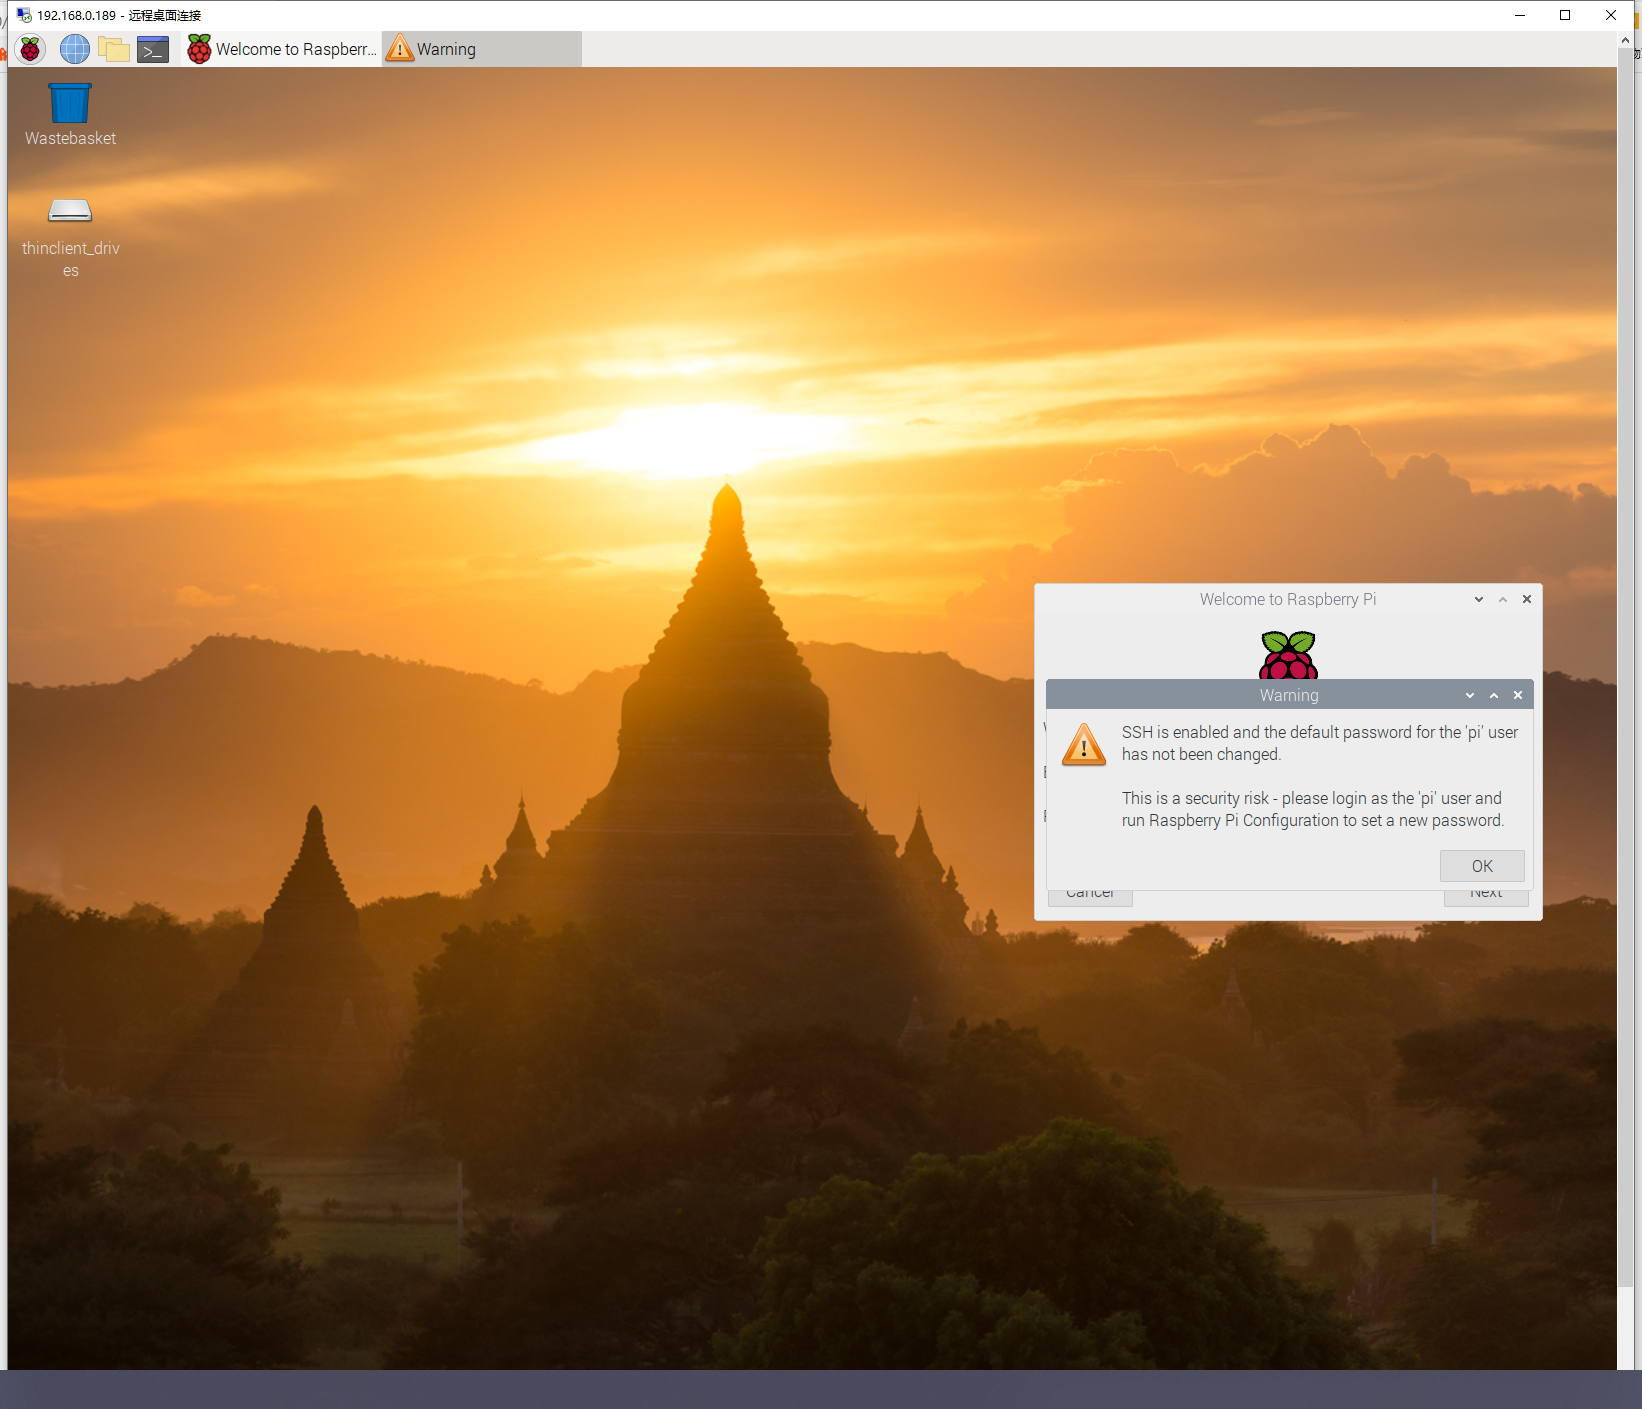 192.168.0.189 - 远程桌面连接
Welcome to Raspberr...
Warning
Wastebasket
thinclient_driv
es
Welcome to Raspberry Pi
Warning
SSH is enabled and the default password for the 'pi' user
has not been changed.
This is a security risk - please login as the 'pi' user and
run Raspberry Pi Configuration to set a new password.
OK
Cancel
Next